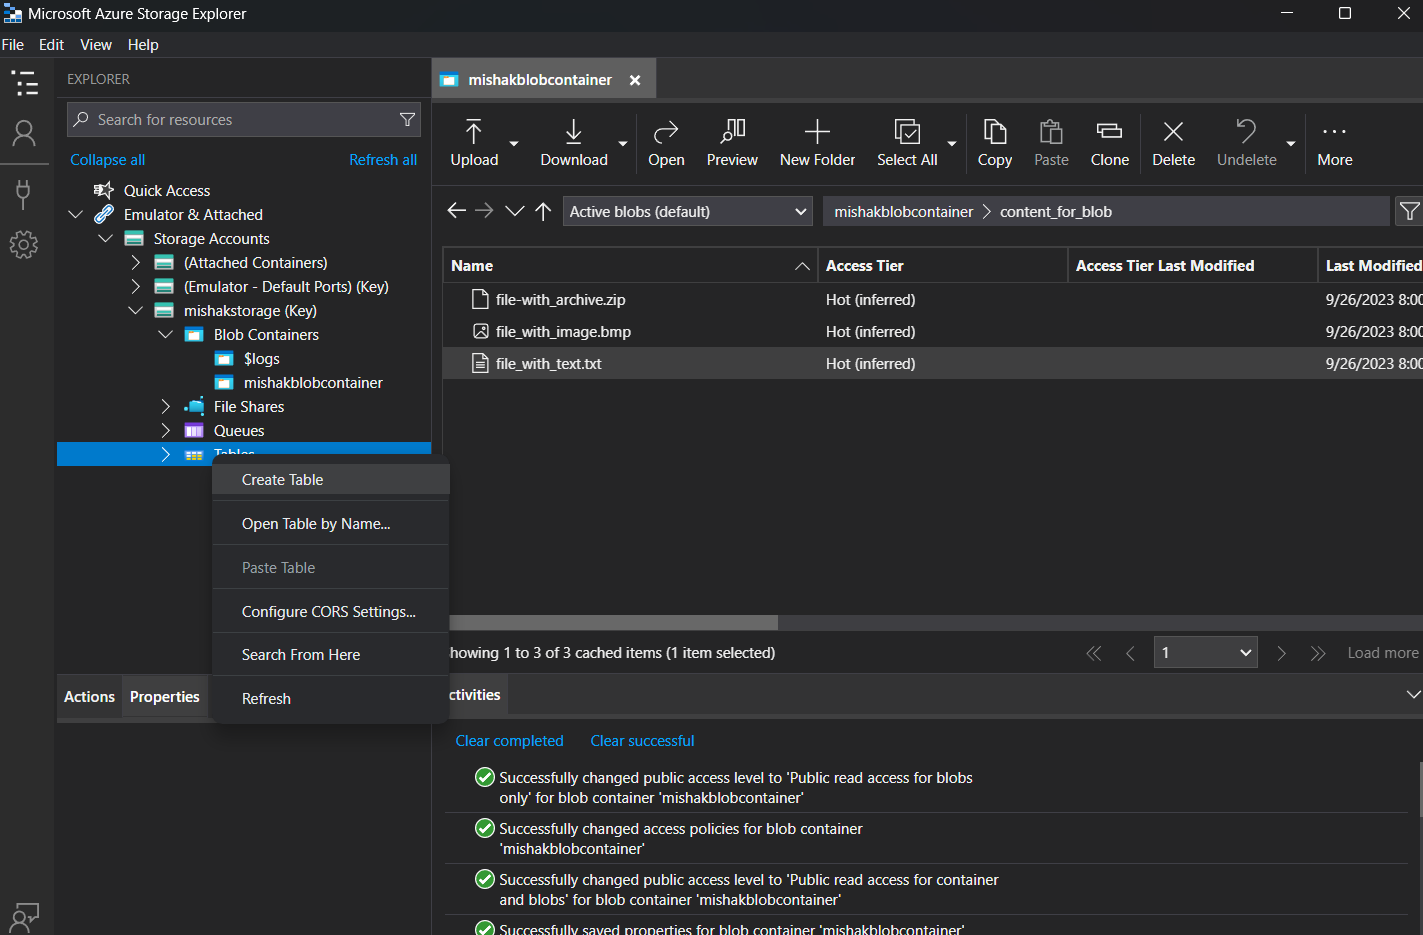 Microsoft Azure Storage Explorer
File Edit View Help
EXPLORER
Search for resources
Collapse all Refresh all
Quick Access
Emulator & Attached
Storage Accounts
(Attached Containers)
(Emulator - Default Ports) (Key)
mishakstorage (Key)
Blob Containers
$logs
mishakblobcontainer
File Shares
Queues
Tables
Create Table
Open Table by Name...
Paste Table
Configure CORS Settings...
Search From Here
Refresh
Actions Properties
mishakblobcontainer
Upload Download Open Preview New Folder Select All Copy Paste Clone Delete Undelete More
Active blobs (default) mishakblobcontainer content_for_blob
Name Access Tier Access Tier Last Modified Last Modified
file-with_archive.zip Hot (inferred) 9/26/2023 8:00
file_with_image.bmp Hot (inferred) 9/26/2023 8:00
file_with_text.txt Hot (inferred) 9/26/2023 8:00
howing 1 to 3 of 3 cached items (1 item selected) 1 Load more
ctivities
Clear completed Clear successful
Successfully changed public access level to 'Public read access for blobs
only' for blob container 'mishakblobcontainer'
Successfully changed access policies for blob container
'mishakblobcontainer'
Successfully changed public access level to 'Public read access for container
and blobs' for blob container 'mishakblobcontainer'
Successfully saved properties for blob container 'mishakblobcontainer'